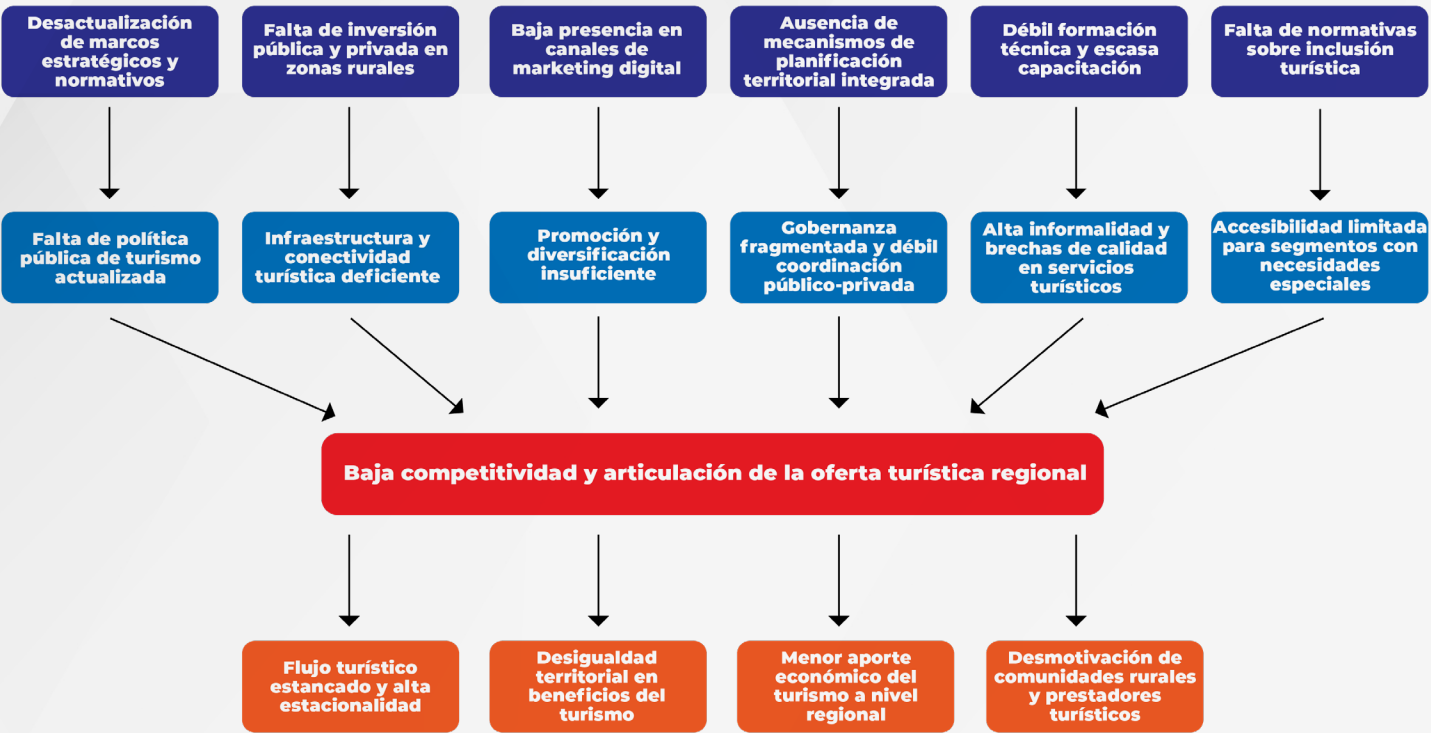 Desactualización
de marcos
estratégicos y
normativos
Falta de inversión
pública y privada en
zonas rurales
Baja presencia en
canales de
marketing digital
Ausencia de
mecanismos de
planificación
territorial integrada
Débil formación
técnica y escasa
capacitación
Falta de normativas
sobre inclusión
turística
Falta de política
pública de turismo
actualizada
Infraestructura y
conectividad
turística deficiente
Promoción y
diversificación
insuficiente
Gobernanza
fragmentada y débil
coordinación
público-privada
Alta informalidad y
brechas de calidad
en servicios
turísticos
Accesibilidad limitada
para segmentos con
necesidades
especiales
Baja competitividad y articulación de la oferta turística regional
Flujo turístico
estancado y alta
estacionalidad
Desigualdad
territorial en
beneficios del
turismo
Menor aporte
económico del
turismo a nivel
regional
Desmotivación de
comunidades rurales
y prestadores
turísticos